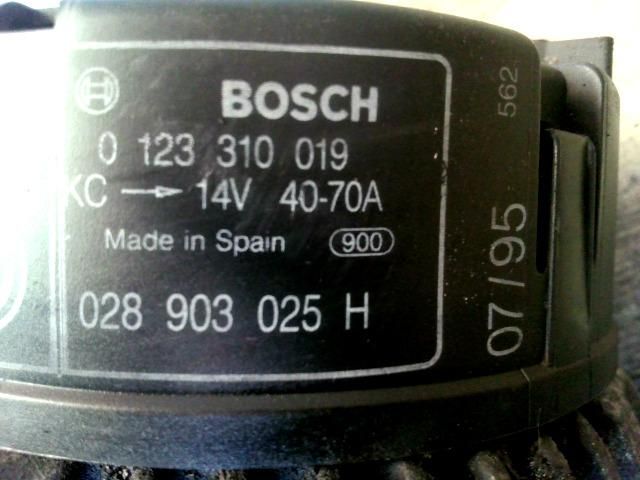 BOSCH
0 123 310 019
KC → 14V 40-70A
Made in Spain 900
028 903 025 H
07/95
562